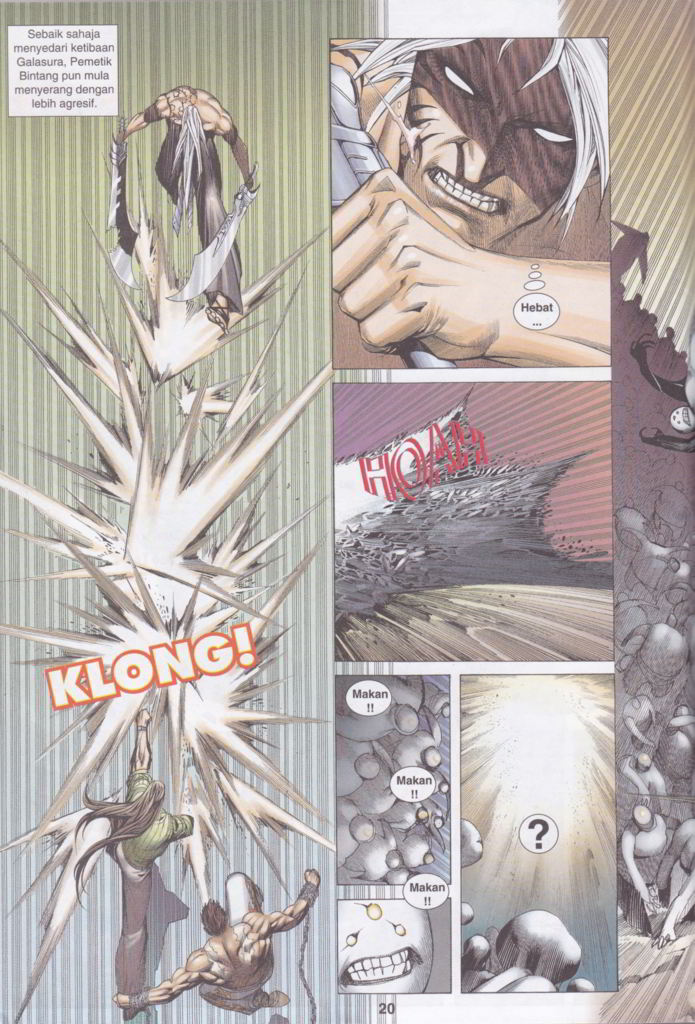 Sebaik sahaja
menyedari ketibaan
Galasura, Pemetik
Bintang pun mula
menyerang dengan
lebih agresif.
Hebat
...
HOAH
KLONG!
Makan
!!
Makan
!!
Makan
!!
?
20